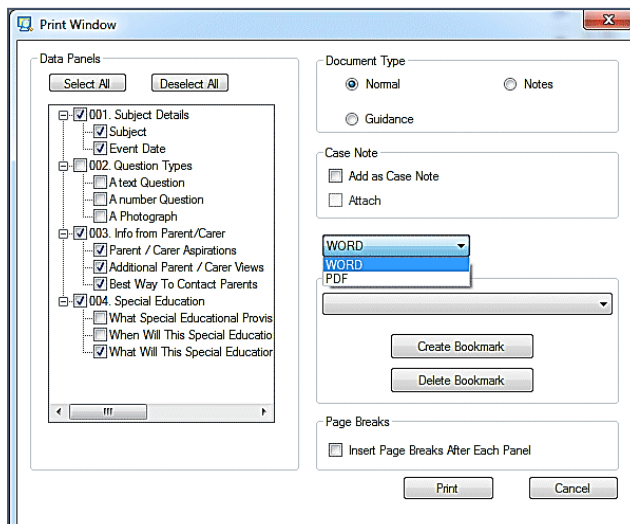 Print Window
Data Panels
Select All
Deselect All
001. Subject Details
Subject
Event Date
002. Question Types
A text Question
A number Question
A Photograph
003. Info from Parent/Carer
Parent / Carer Aspirations
Additional Parent / Carer Views
Best Way To Contact Parents
004. Special Education
What Special Educational Provis
When Will This Special Educatio
What Will This Special Education
Document Type
Normal
Notes
Guidance
Case Note
Add as Case Note
Attach
WORD
WORD
PDF
Create Bookmark
Delete Bookmark
Page Breaks
Insert Page Breaks After Each Panel
Print
Cancel